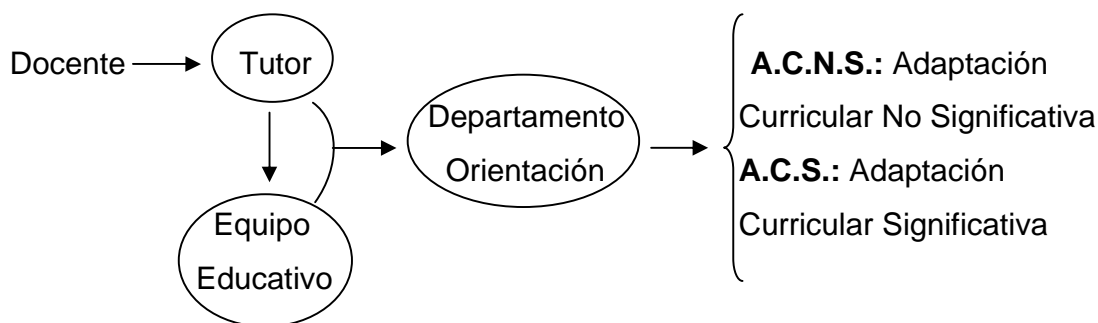 Docente
Tutor
Equipo
Educativo
Departamento
Orientación
A.C.N.S.: Adaptación
Curricular No Significativa
A.C.S.: Adaptación
Curricular Significativa